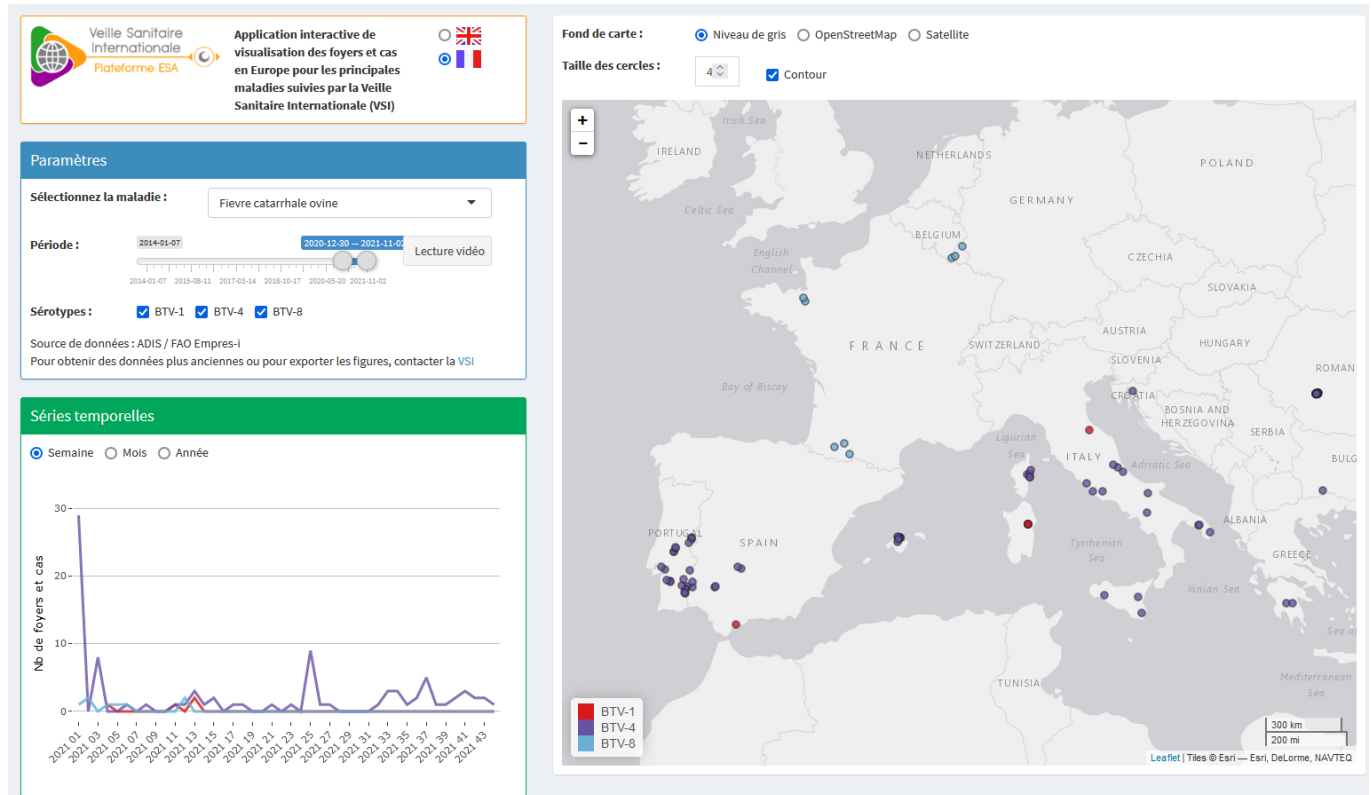 Veille Sanitaire
Internationale
Plateforme ESA
Application interactive de
visualisation des foyers et cas
en Europe pour les principales
maladies suivies par la Veille
Sanitaire Internationale (VSI)
Paramètres
Sélectionnez la maladie :
Fievre catarrhale ovine
Période :
2014-01-07
2020-12-30 — 2021-11-02
Lecture vidéo
2014-01-07 2015-08-11 2017-03-14 2018-10-17 2020-05-20 2021-11-02
Sérotypes :
BTV-1 BTV-4 BTV-8
Source de données : ADIS / FAO Empres-i
Pour obtenir des données plus anciennes ou pour exporter les figures, contacter la VSI
Séries temporelles
Semaine Mois Année
Nb de foyers et cas
30
20
10
0
2021 01 2021 03 2021 05 2021 07 2021 09 2021 11 2021 13 2021 15 2021 17 2021 19 2021 21 2021 23 2021 25 2021 27 2021 29 2021 31 2021 33 2021 35 2021 37 2021 39 2021 41 2021 43
Fond de carte :
Niveau de gris OpenStreetMap Satellite
Taille des cercles :
4
Contour
+
−
Irish Sea
IRELAND
NETHERLANDS
POLAND
GERMANY
Celtic Sea
BELGIUM
English
Channel
CZECHIA
SLOVAKIA
AUSTRIA
FRANCE
SWITZERLAND
HUNGARY
SLOVENIA
ROMAN
Bay of Biscay
CROATIA
BOSNIA AND
HERZEGOVINA
SERBIA
Ligurian
Sea
ITALY
Adriatic Sea
BULG
ALBANIA
PORTUGAL
SPAIN
Tyrrhenian
Sea
GREECE
Ionian Sea
Sea of
Mediterranean
Sea
TUNISIA
BTV-1
BTV-4
BTV-8
300 km
200 mi
Leaflet | Tiles © Esri — Esri, DeLorme, NAVTEQ